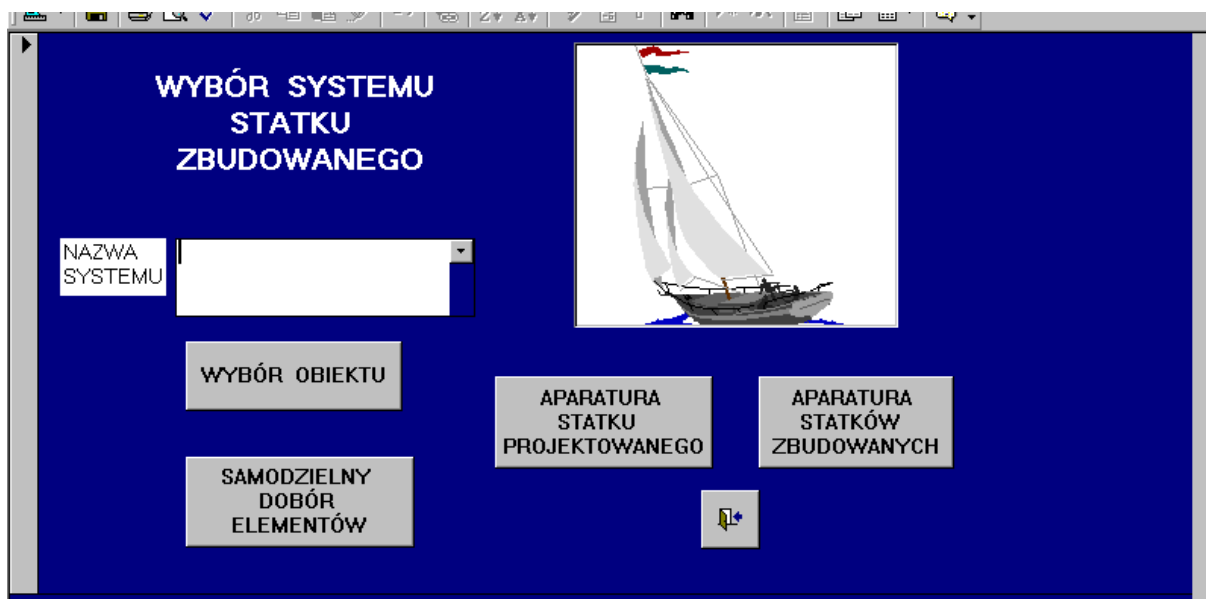 WYBÓR SYSTEMU
STATKU
ZBUDOWANEGO
NAZWA
SYSTEMU
WYBÓR OBIEKTU
APARATURA
STATKU
PROJEKTOWANEGO
APARATURA
STATKÓW
ZBUDOWANYCH
SAMODZIELNY
DOBÓR
ELEMENTÓW